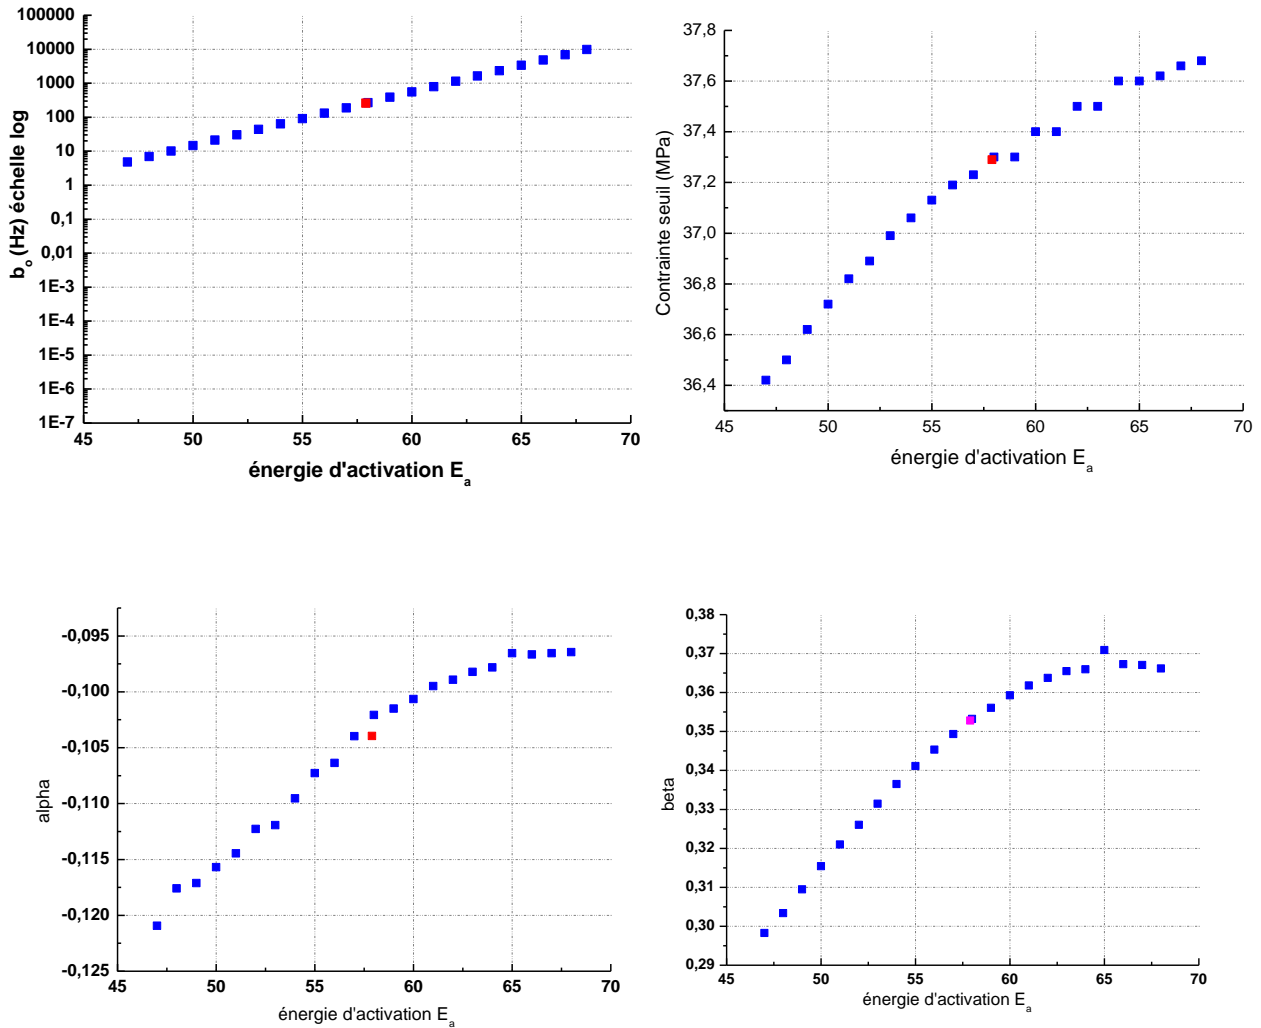 100000
10000
1000
100
10
1
0,1
0,01
1E-3
1E-4
1E-5
1E-6
1E-7
b_o (Hz) échelle log
45 50 55 60 65 70
énergie d'activation E_a
37,8
37,6
37,4
37,2
37,0
36,8
36,6
36,4
Contrainte seuil (MPa)
45 50 55 60 65 70
énergie d'activation E_a
-0,095
-0,100
-0,105
-0,110
-0,115
-0,120
-0,125
alpha
45 50 55 60 65 70
énergie d'activation E_a
0,38
0,37
0,36
0,35
0,34
0,33
0,32
0,31
0,30
0,29
beta
45 50 55 60 65 70
énergie d'activation E_a